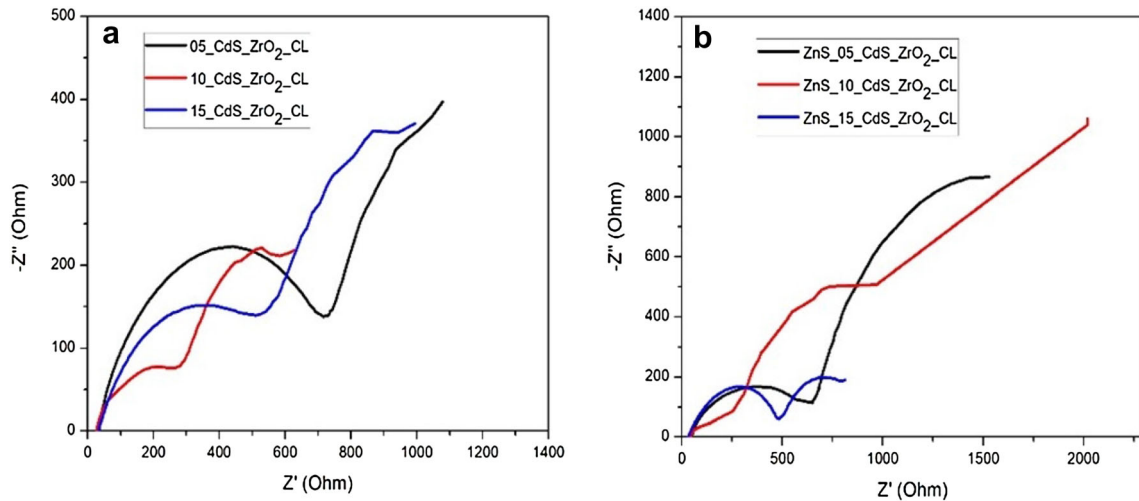 a
05_CdS_ZrO2_CL
10_CdS_ZrO2_CL
15_CdS_ZrO2_CL
500
400
300
200
100
0
-Z'' (Ohm)
0 200 400 600 800 1000 1200 1400
Z' (Ohm)
b
ZnS_05_CdS_ZrO2_CL
ZnS_10_CdS_ZrO2_CL
ZnS_15_CdS_ZrO2_CL
1400
1200
1000
800
600
400
200
0
-Z'' (Ohm)
0 500 1000 1500 2000
Z' (Ohm)